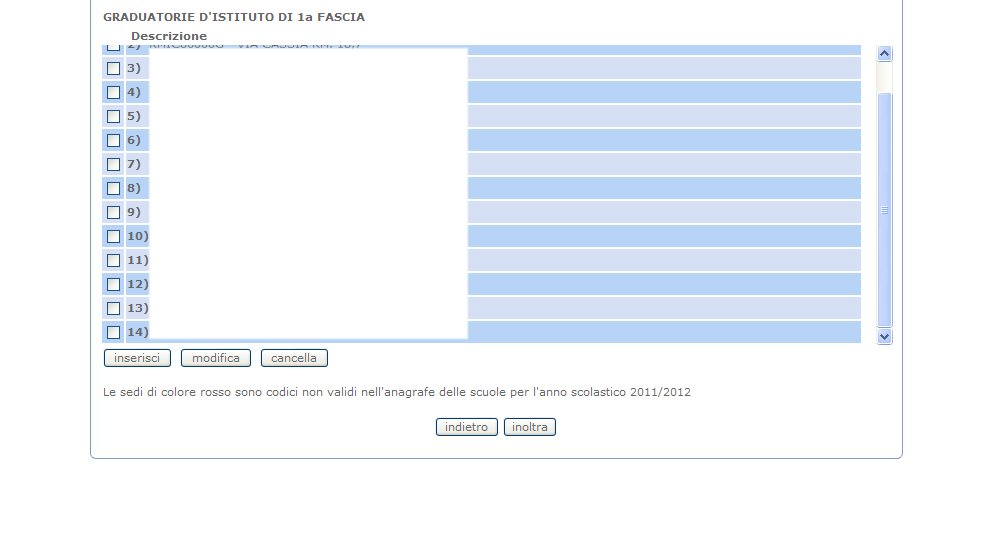 GRADUATORIE D'ISTITUTO DI 1a FASCIA
Descrizione
2) VIA CASSIA KM.
3)
4)
5)
6)
7)
8)
9)
10)
11)
12)
13)
14)
inserisci modifica cancella
Le sedi di colore rosso sono codici non validi nell'anagrafe delle scuole per l'anno scolastico 2011/2012
indietro inoltra